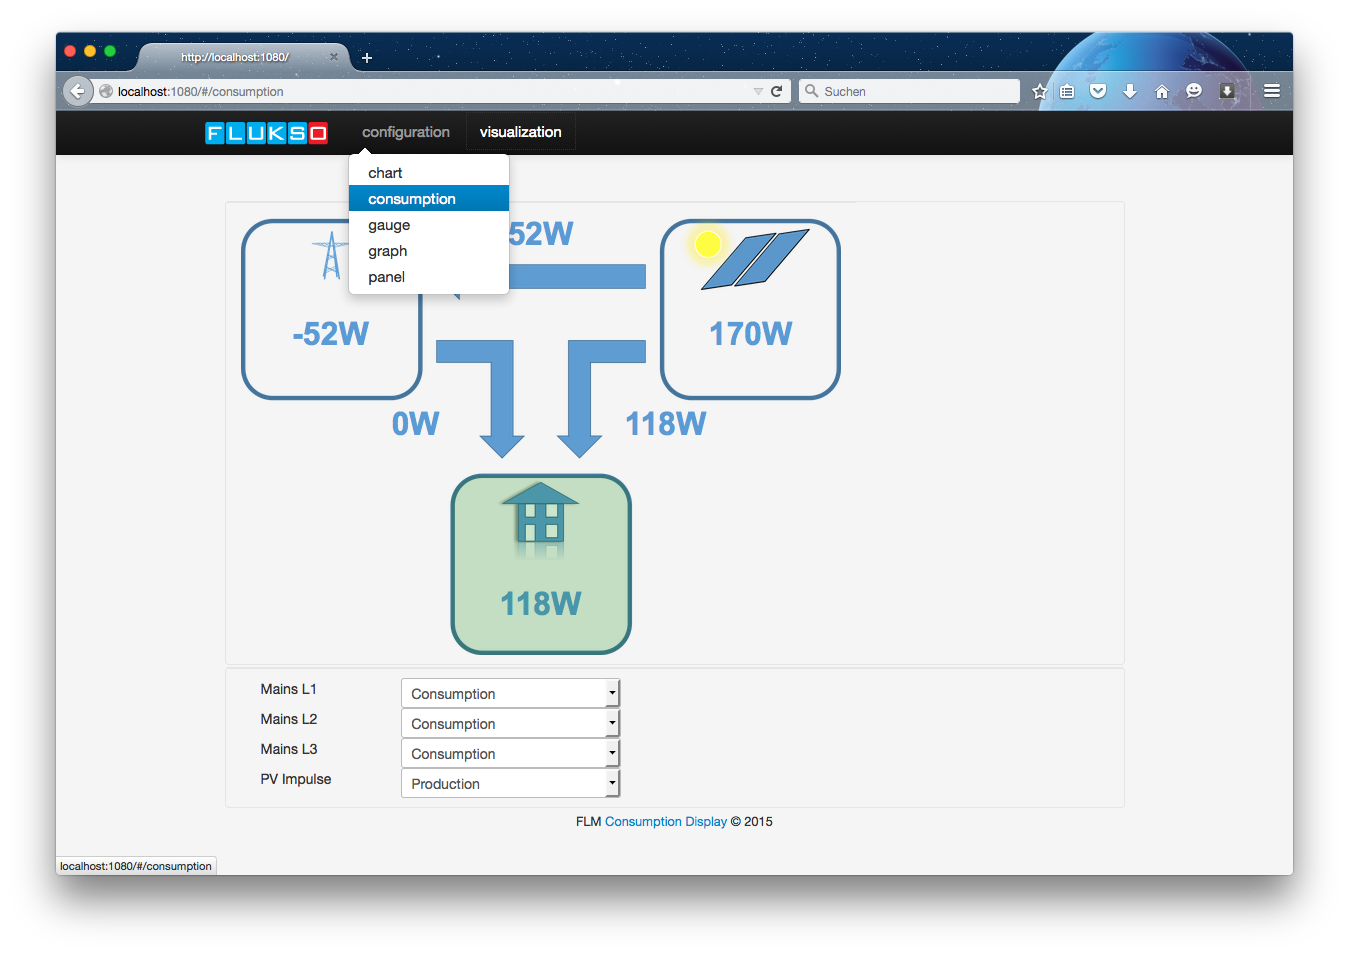 http://localhost:1080/
localhost:1080/#/consumption
Suchen
FLUKSO
configuration
visualization
chart
consumption
gauge
graph
panel
52W
-52W
170W
0W
118W
118W
Mains L1
Consumption
Mains L2
Consumption
Mains L3
Consumption
PV Impulse
Production
FLM Consumption Display © 2015
localhost:1080/#/consumption